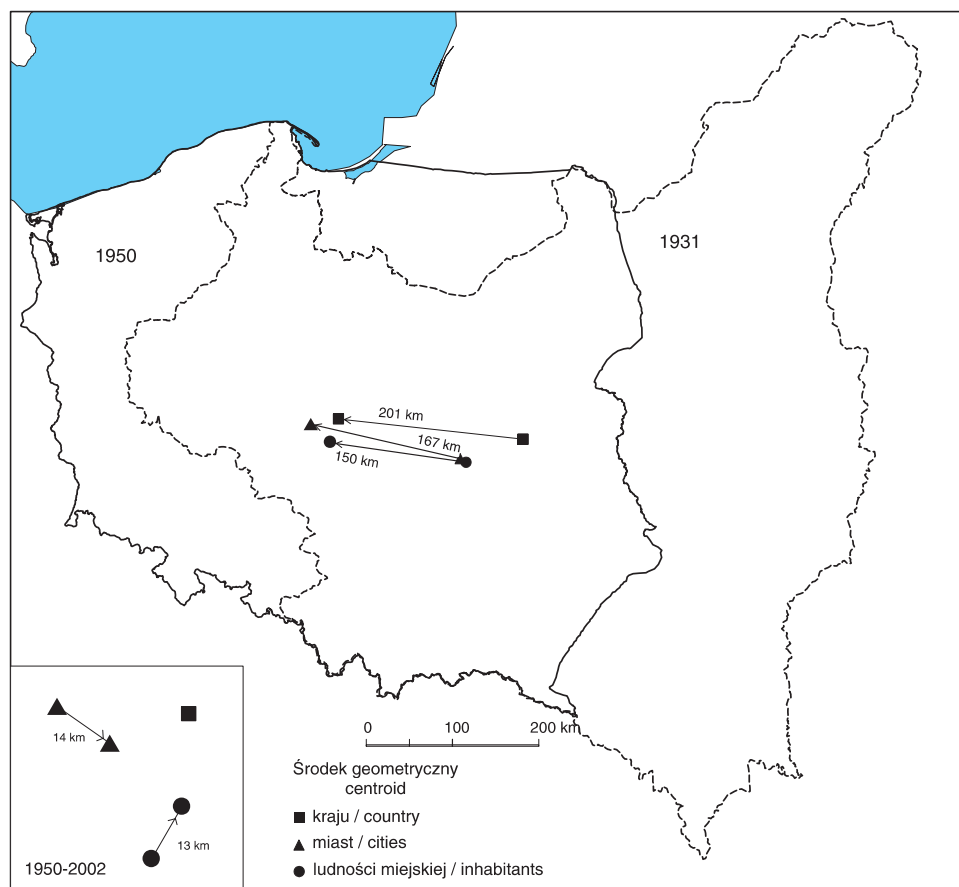 1931
1950
201 km
167 km
150 km
14 km
13 km
1950-2002
0 100 200 km
Środek geometryczny
centroid
kraju / country
miast / cities
ludności miejskiej / inhabitants